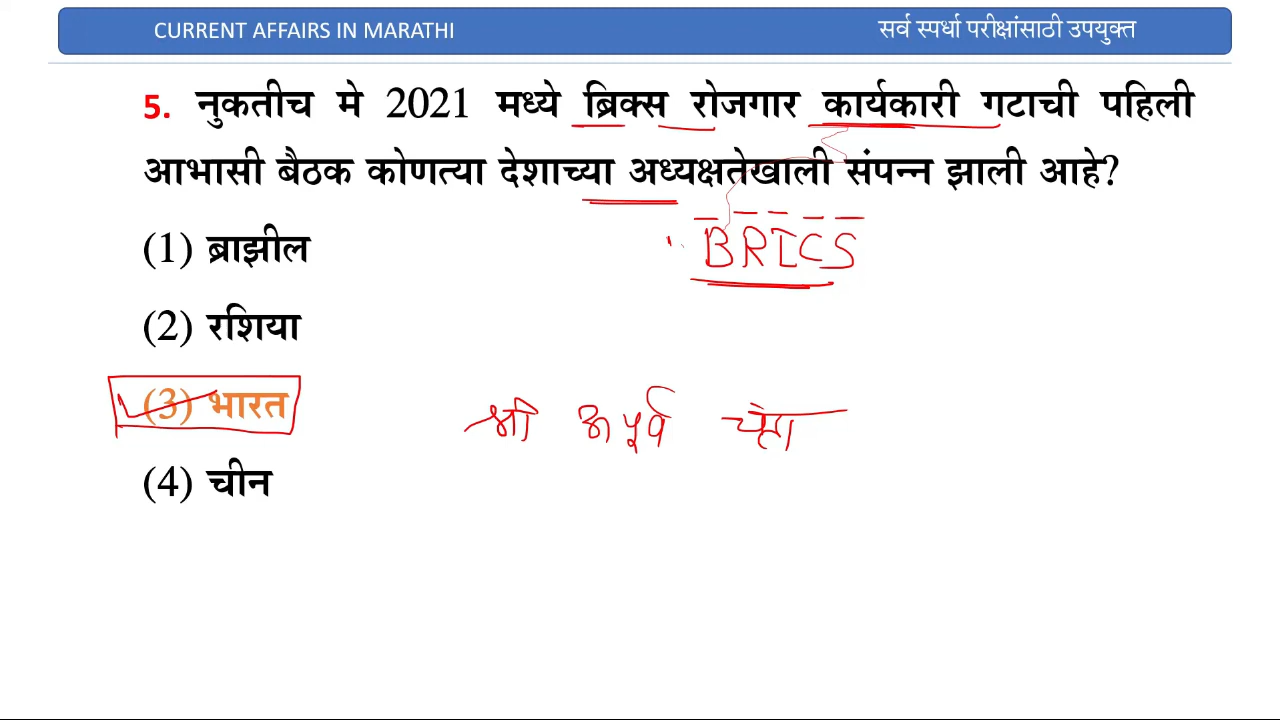 CURRENT AFFAIRS IN MARATHI
सर्व स्पर्धा परीक्षांसाठी उपयुक्त
5. नुकतीच मे 2021 मध्ये ब्रिक्स रोजगार कार्यकारी गटाची पहिली
आभासी बैठक कोणत्या देशाच्या अध्यक्षतेखाली संपन्न झाली आहे?
(1) ब्राझील
BRICS
(2) रशिया
(3) भारत
श्री अपूर्व
(4) चीन